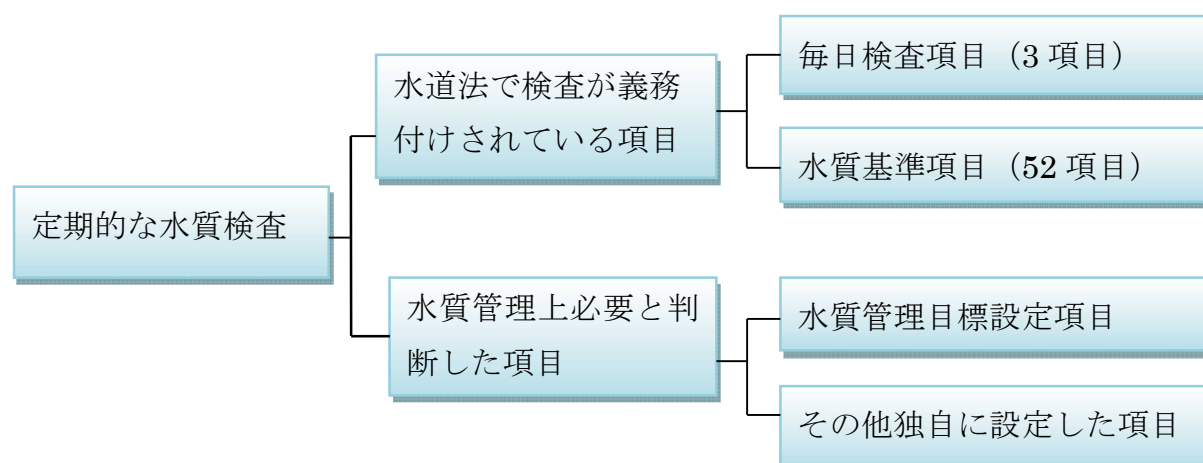 定期的な水質検査
水道法で検査が義務
付けされている項目
毎日検査項目（3 項目）
水質基準項目（52 項目）
水質管理上必要と判
断した項目
水質管理目標設定項目
その他独自に設定した項目